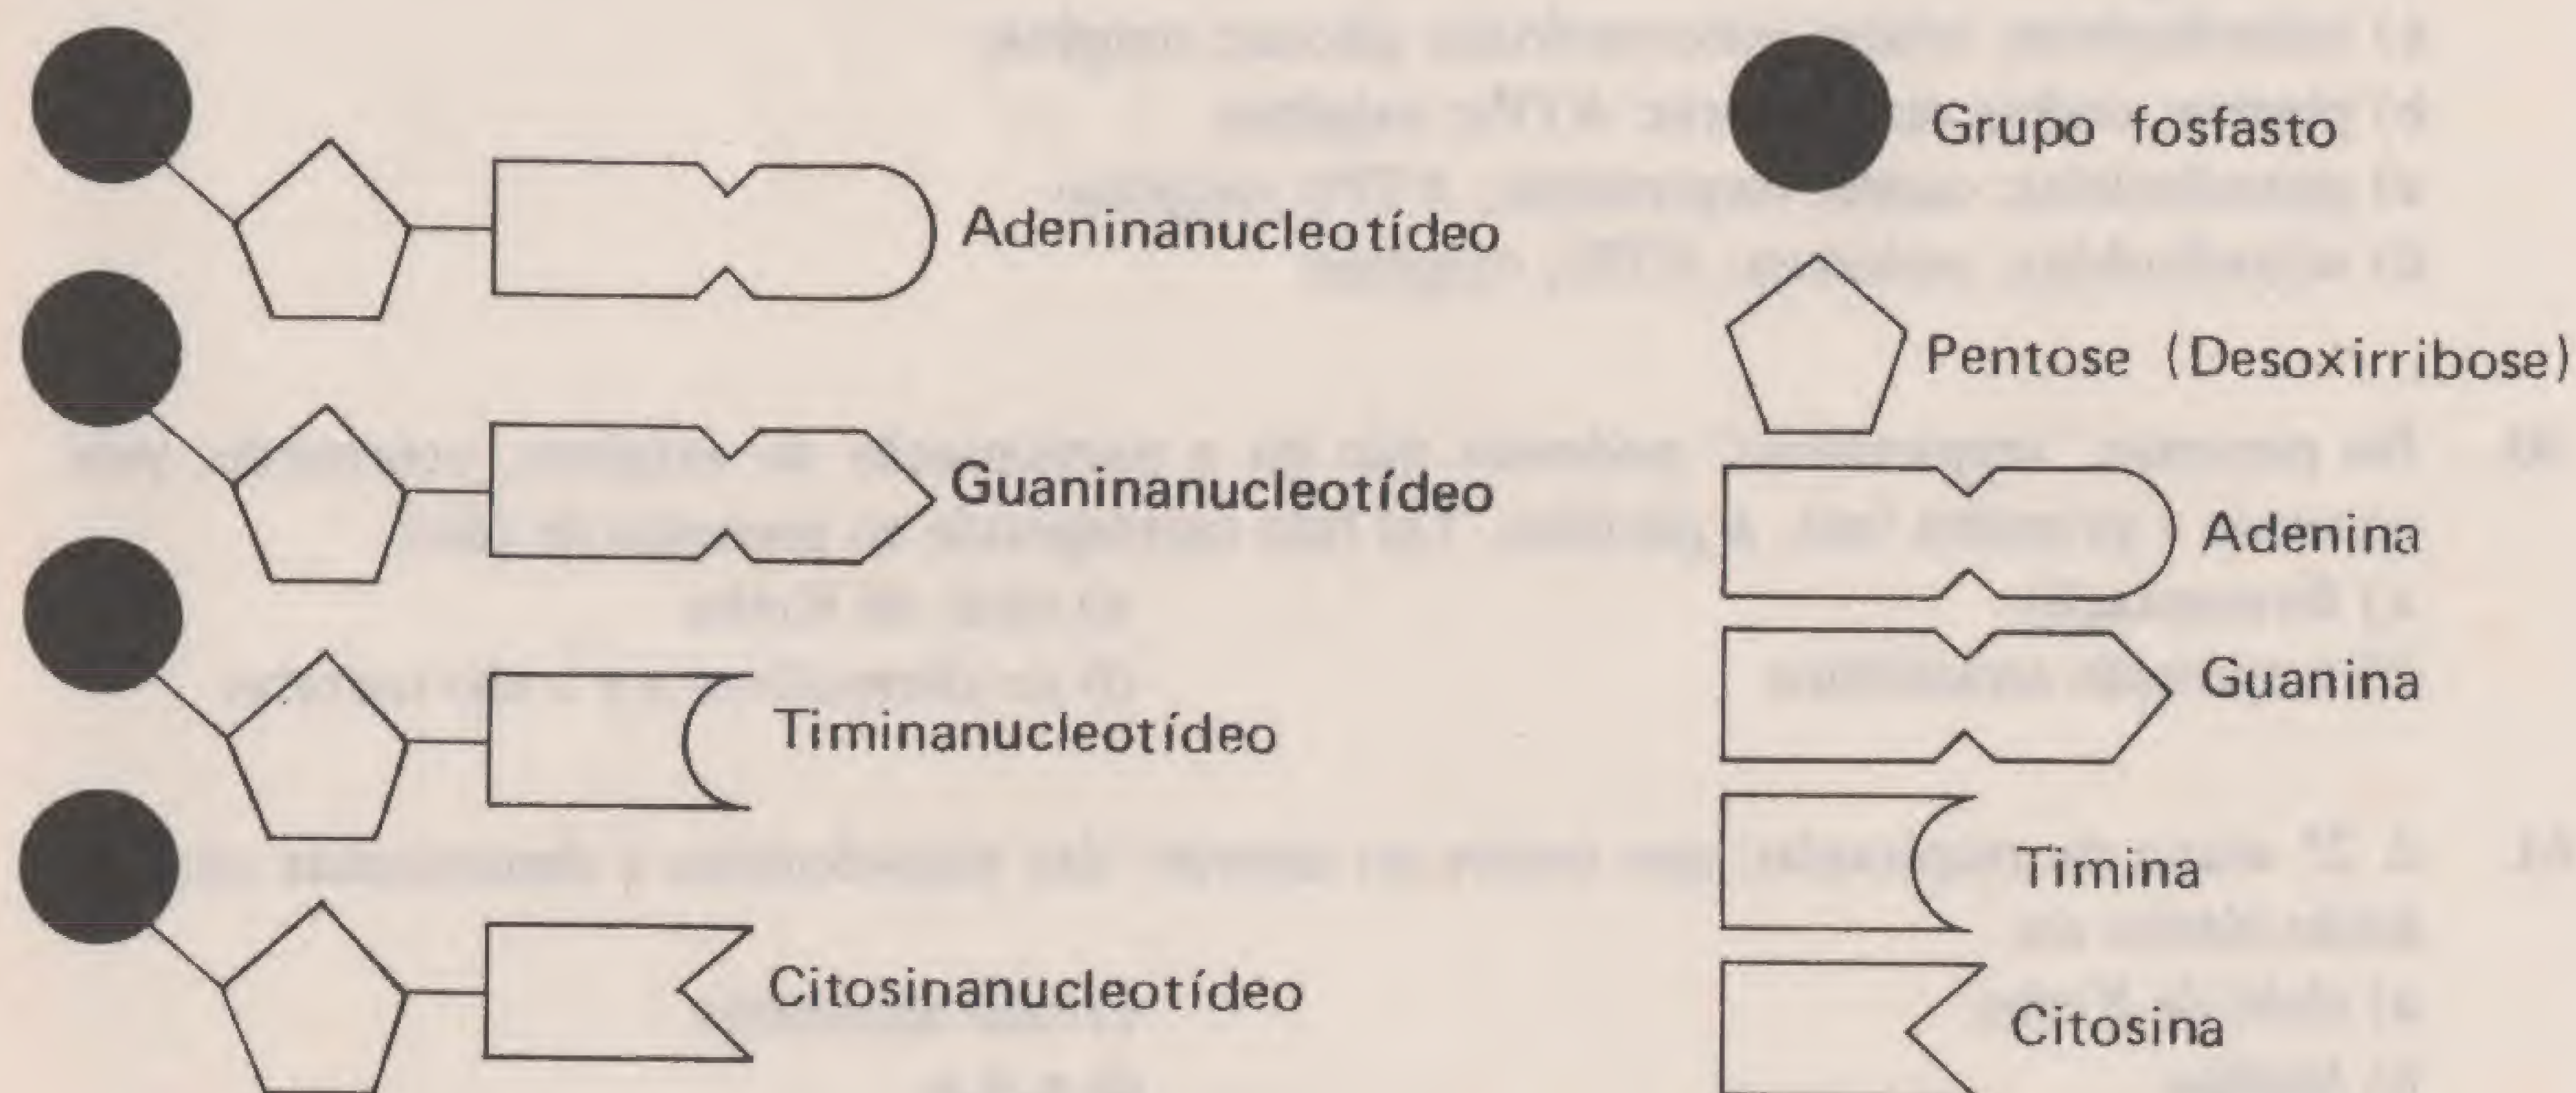 Adeninanucleotídeo
Guaninanucleotídeo
Timinanucleotídeo
Citosinanucleotídeo
Grupo fosfasto
Pentose (Desoxirribose)
Adenina
Guanina
Timina
Citosina